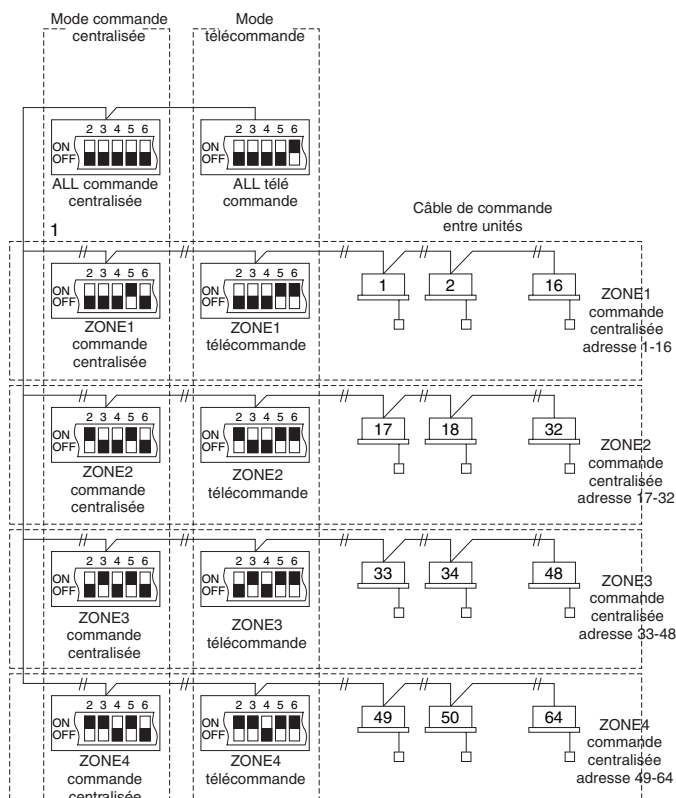 Mode commande
centralisée
Mode
télécommande
2 3 4 5 6
ON
OFF
ALL commande
centralisée
2 3 4 5 6
ON
OFF
ALL télé
commande
Câble de commande
entre unités
1
2 3 4 5 6
ON
OFF
ZONE1
commande
centralisée
2 3 4 5 6
ON
OFF
ZONE1
télécommande
1
2
16
ZONE1
commande
centralisée
adresse 1-16
2 3 4 5 6
ON
OFF
ZONE2
commande
centralisée
2 3 4 5 6
ON
OFF
ZONE2
télécommande
17
18
32
ZONE2
commande
centralisée
adresse 17-32
2 3 4 5 6
ON
OFF
ZONE3
commande
centralisée
2 3 4 5 6
ON
OFF
ZONE3
télécommande
33
34
48
ZONE3
commande
centralisée
adresse 33-48
2 3 4 5 6
ON
OFF
ZONE4
commande
centralisée
2 3 4 5 6
ON
OFF
ZONE4
télécommande
49
50
64
ZONE4
commande
centralisée
adresse 49-64